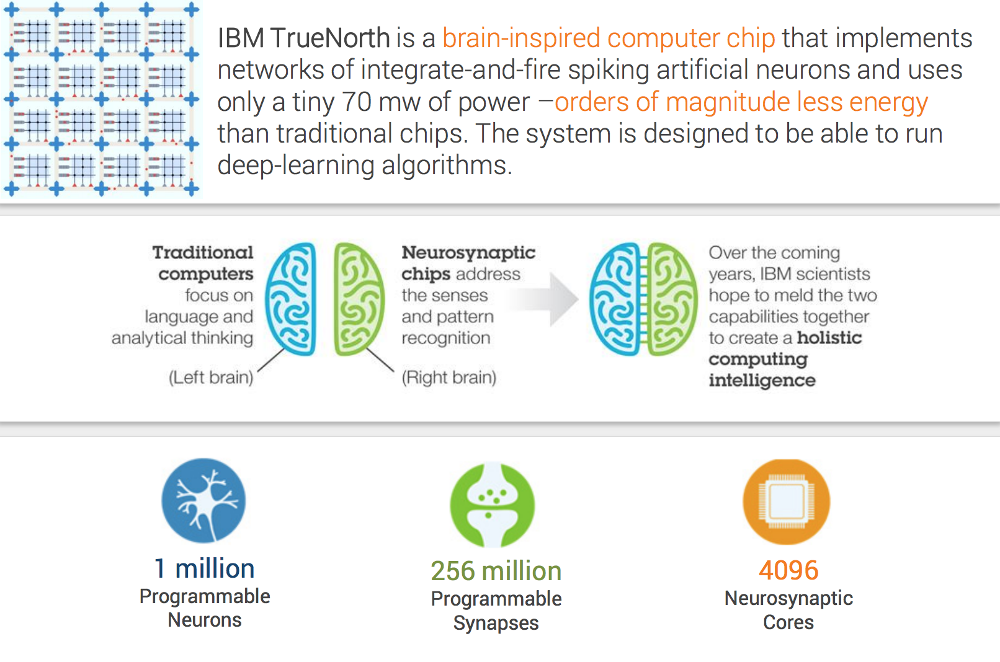 IBM TrueNorth is a brain-inspired computer chip that implements
networks of integrate-and-fire spiking artificial neurons and uses
only a tiny 70 mw of power –orders of magnitude less energy
than traditional chips. The system is designed to be able to run
deep-learning algorithms.
Traditional
computers
focus on
language and
analytical thinking
(Left brain)
Neurosynaptic
chips address
the senses
and pattern
recognition
(Right brain)
Over the coming
years, IBM scientists
hope to meld the two
capabilities together
to create a holistic
computing
intelligence
1 million
Programmable
Neurons
256 million
Programmable
Synapses
4096
Neurosynaptic
Cores